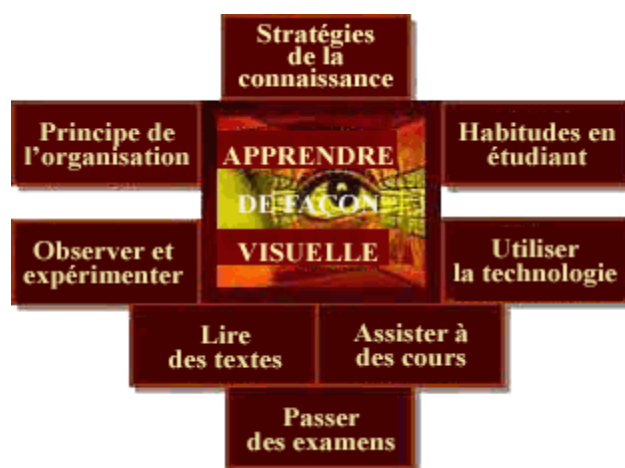 Stratégies
de la
connaissance
Principe de
l'organisation
APPRENDRE
DE FAÇON
VISUELLE
Habitudes en
étudiant
Observer et
expérimenter
Utiliser
la technologie
Lire
des textes
Assister à
des cours
Passer
des examens